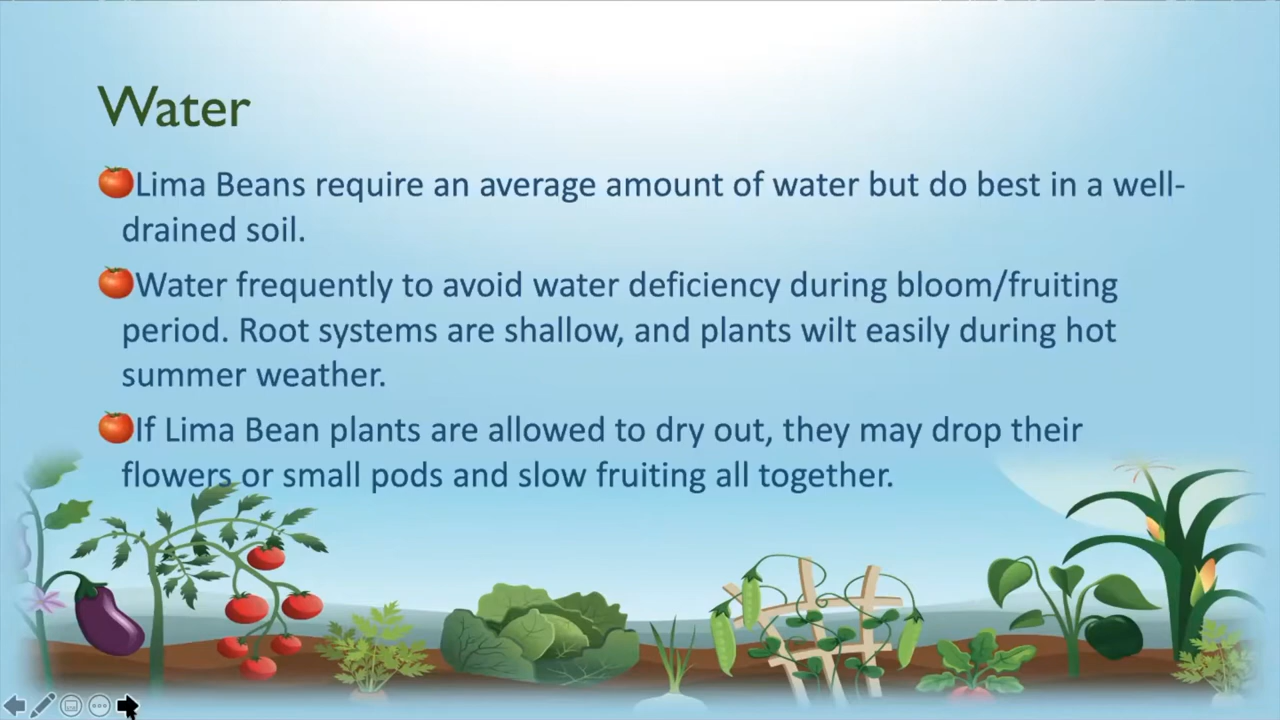 Water
Lima Beans require an average amount of water but do best in a well-
drained soil.
Water frequently to avoid water deficiency during bloom/fruiting
period. Root systems are shallow, and plants wilt easily during hot
summer weather.
If Lima Bean plants are allowed to dry out, they may drop their
flowers or small pods and slow fruiting all together.